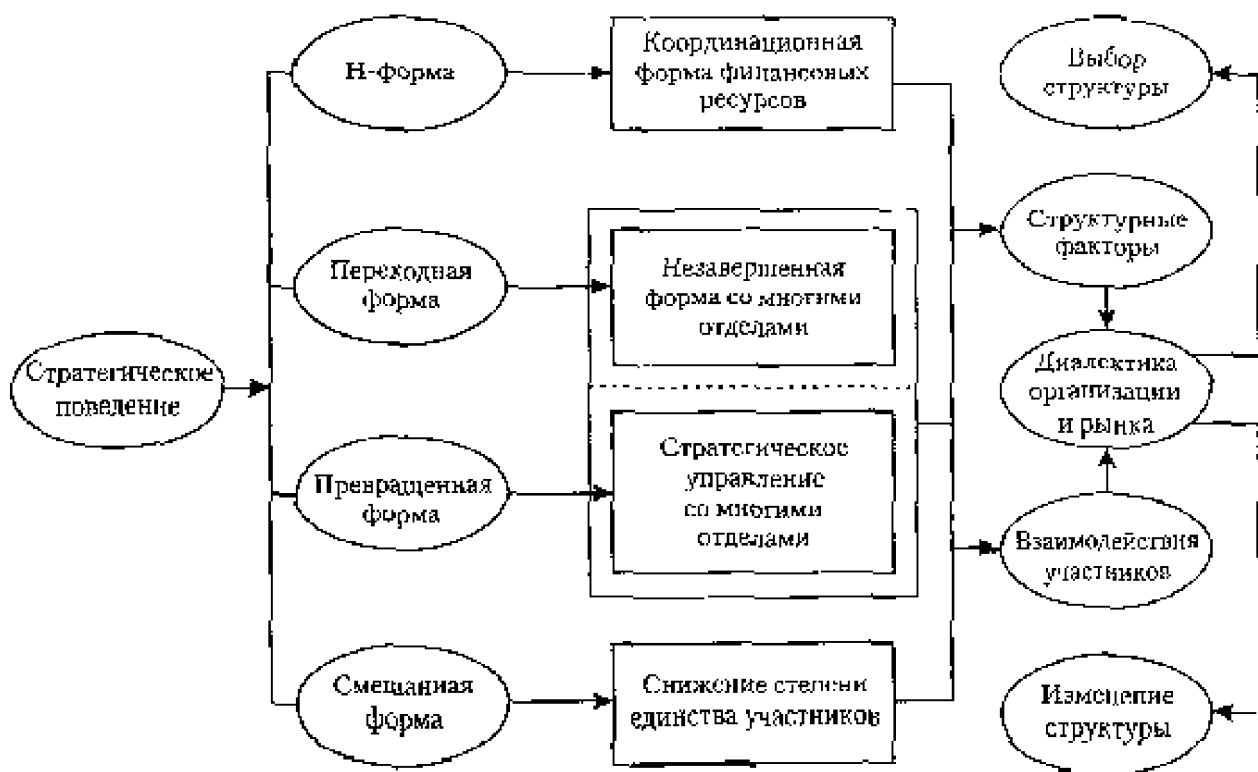 Н-форма
Координационная
форма финансовых
ресурсов
Выбор
структуры
Переходная
форма
Незавершенная
форма со многими
отделами
Структурные
факторы
Стратегическое
поведение
Диалектика
организации
и рынка
Превращенная
форма
Стратегическое
управление
со многими
отделами
Взаимодействия
участников
Смешанная
форма
Снижение степени
единства участников
Изменение
структуры